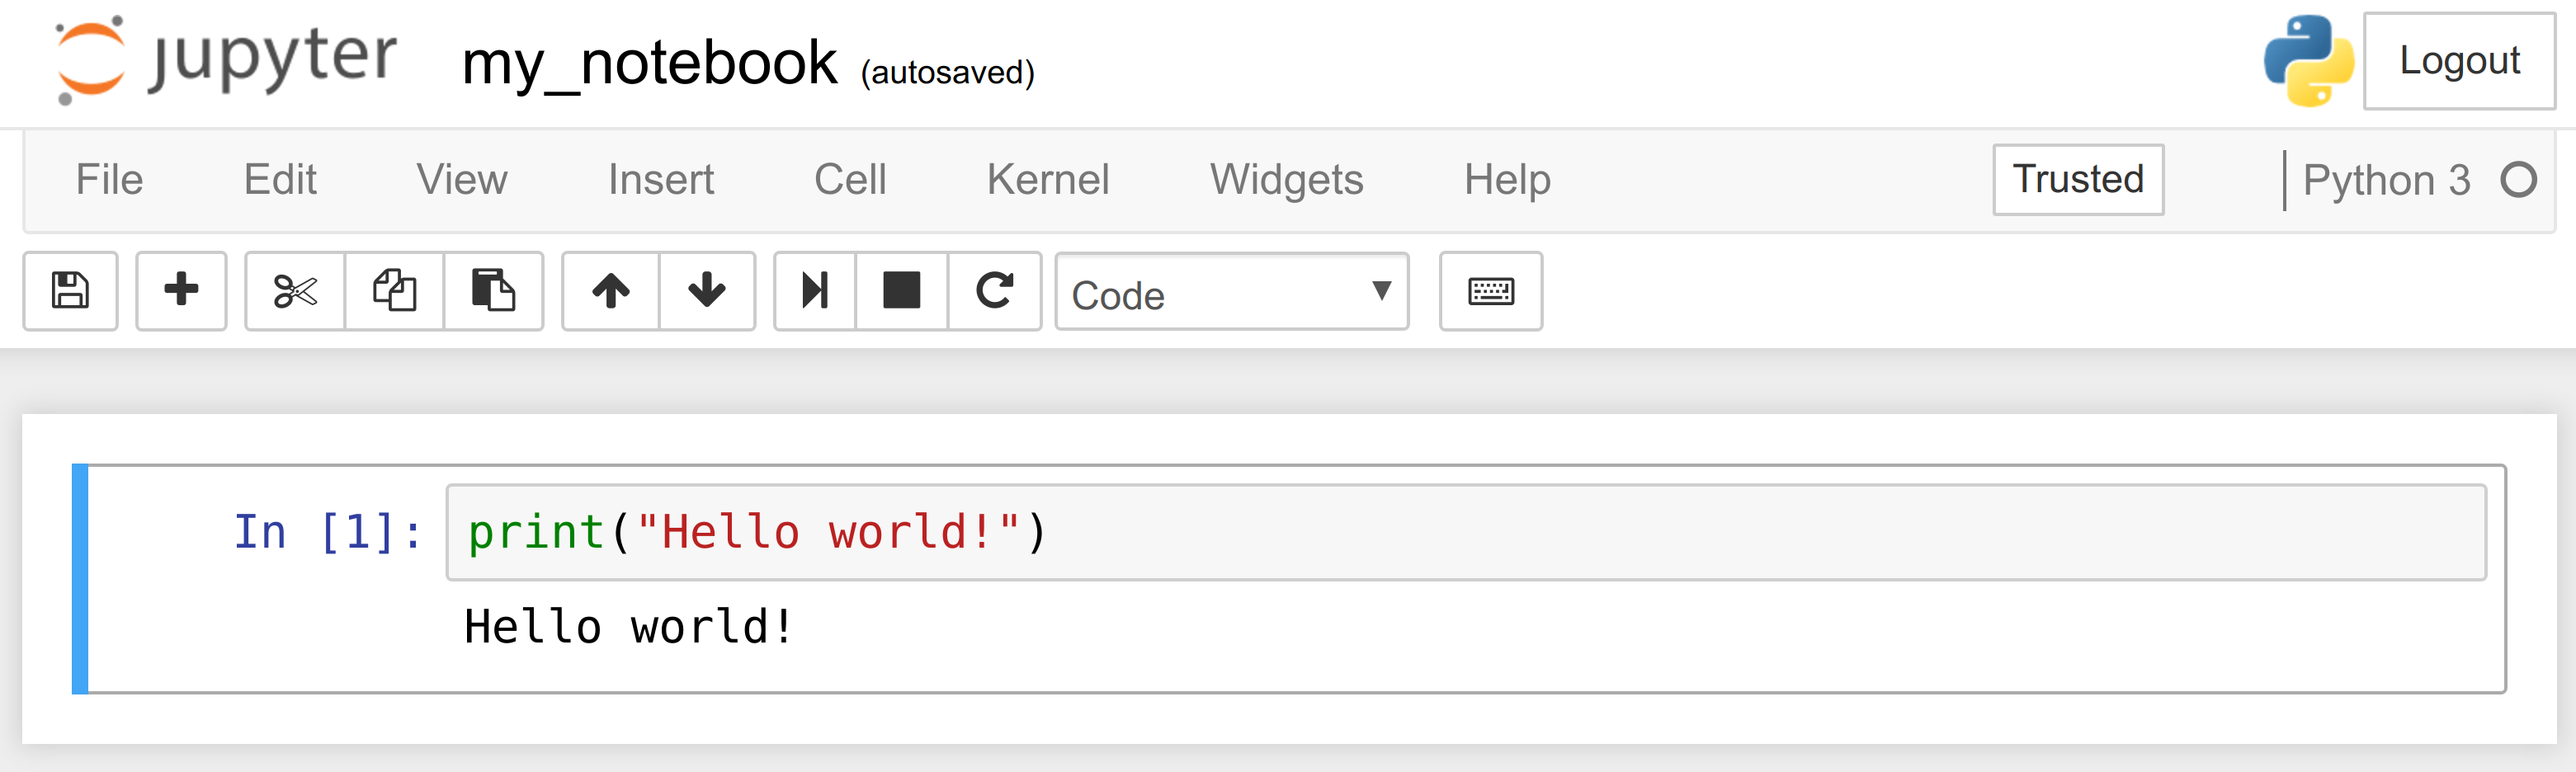 jupyter my_notebook (autosaved) Logout
File Edit View Insert Cell Kernel Widgets Help Trusted Python 3
Code
In [1]: print("Hello world!")
Hello world!